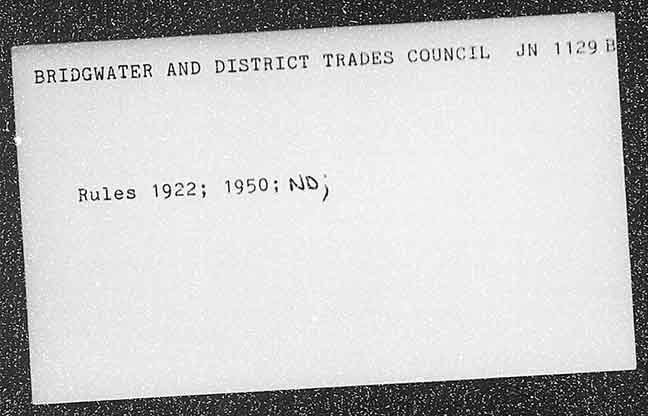 BRIDGWATER AND DISTRICT TRADES COUNCIL JN 1129 B
Rules 1922; 1950; ND;